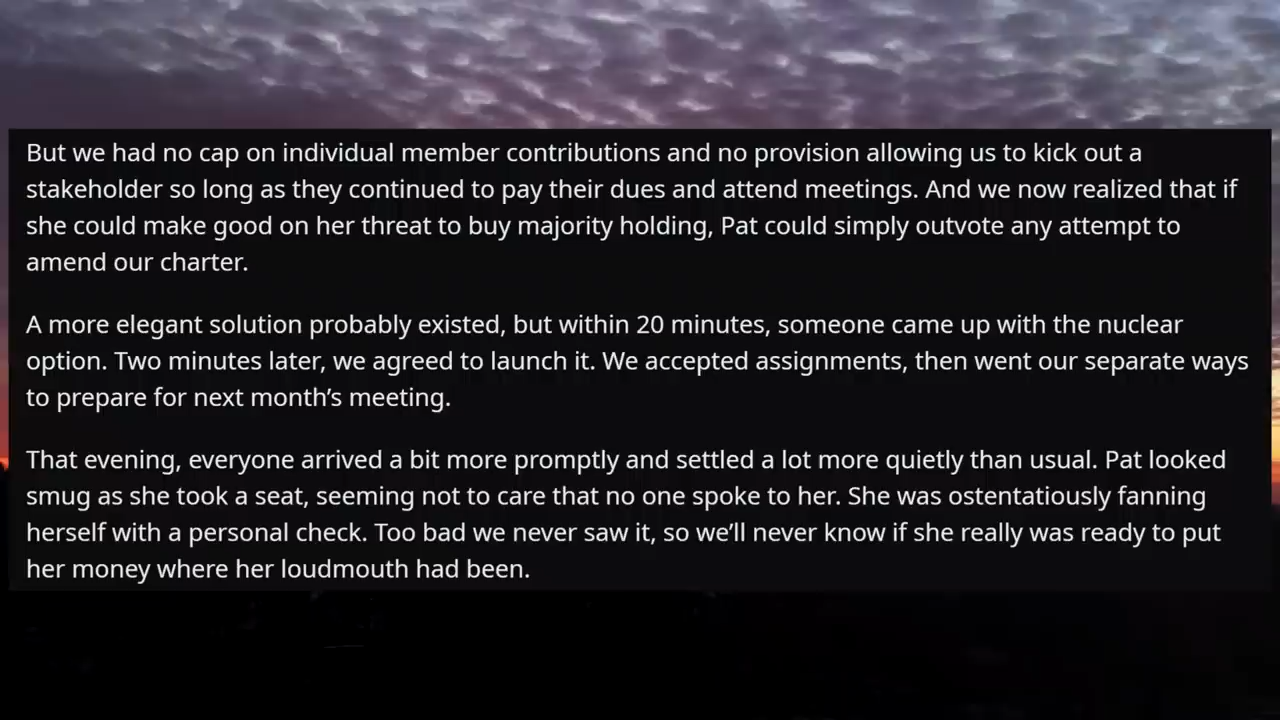 But we had no cap on individual member contributions and no provision allowing us to kick out a
stakeholder so long as they continued to pay their dues and attend meetings. And we now realized that if
she could make good on her threat to buy majority holding, Pat could simply outvote any attempt to
amend our charter.
A more elegant solution probably existed, but within 20 minutes, someone came up with the nuclear
option. Two minutes later, we agreed to launch it. We accepted assignments, then went our separate ways
to prepare for next month’s meeting.
That evening, everyone arrived a bit more promptly and settled a lot more quietly than usual. Pat looked
smug as she took a seat, seeming not to care that no one spoke to her. She was ostentatiously fanning
herself with a personal check. Too bad we never saw it, so we’ll never know if she really was ready to put
her money where her loudmouth had been.